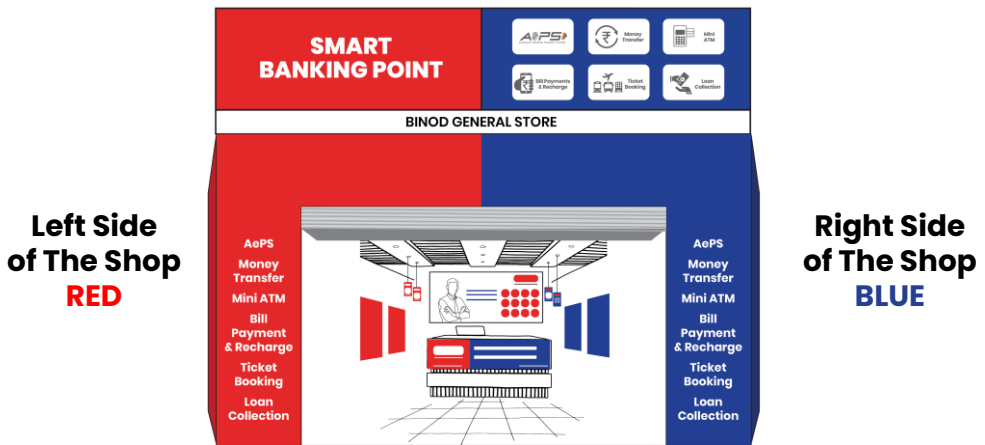 SMART
BANKING POINT
AePS
Money
Transfer
Mini
ATM
Bill Payments
& Recharge
Ticket
Booking
Loan
Collection
BINOD GENERAL STORE
Left Side
of The Shop
RED
AePS
Money
Transfer
Mini ATM
Bill
Payment
& Recharge
Ticket
Booking
Loan
Collection
AePS
Money
Transfer
Mini ATM
Bill
Payment
& Recharge
Ticket
Booking
Loan
Collection
Right Side
of The Shop
BLUE